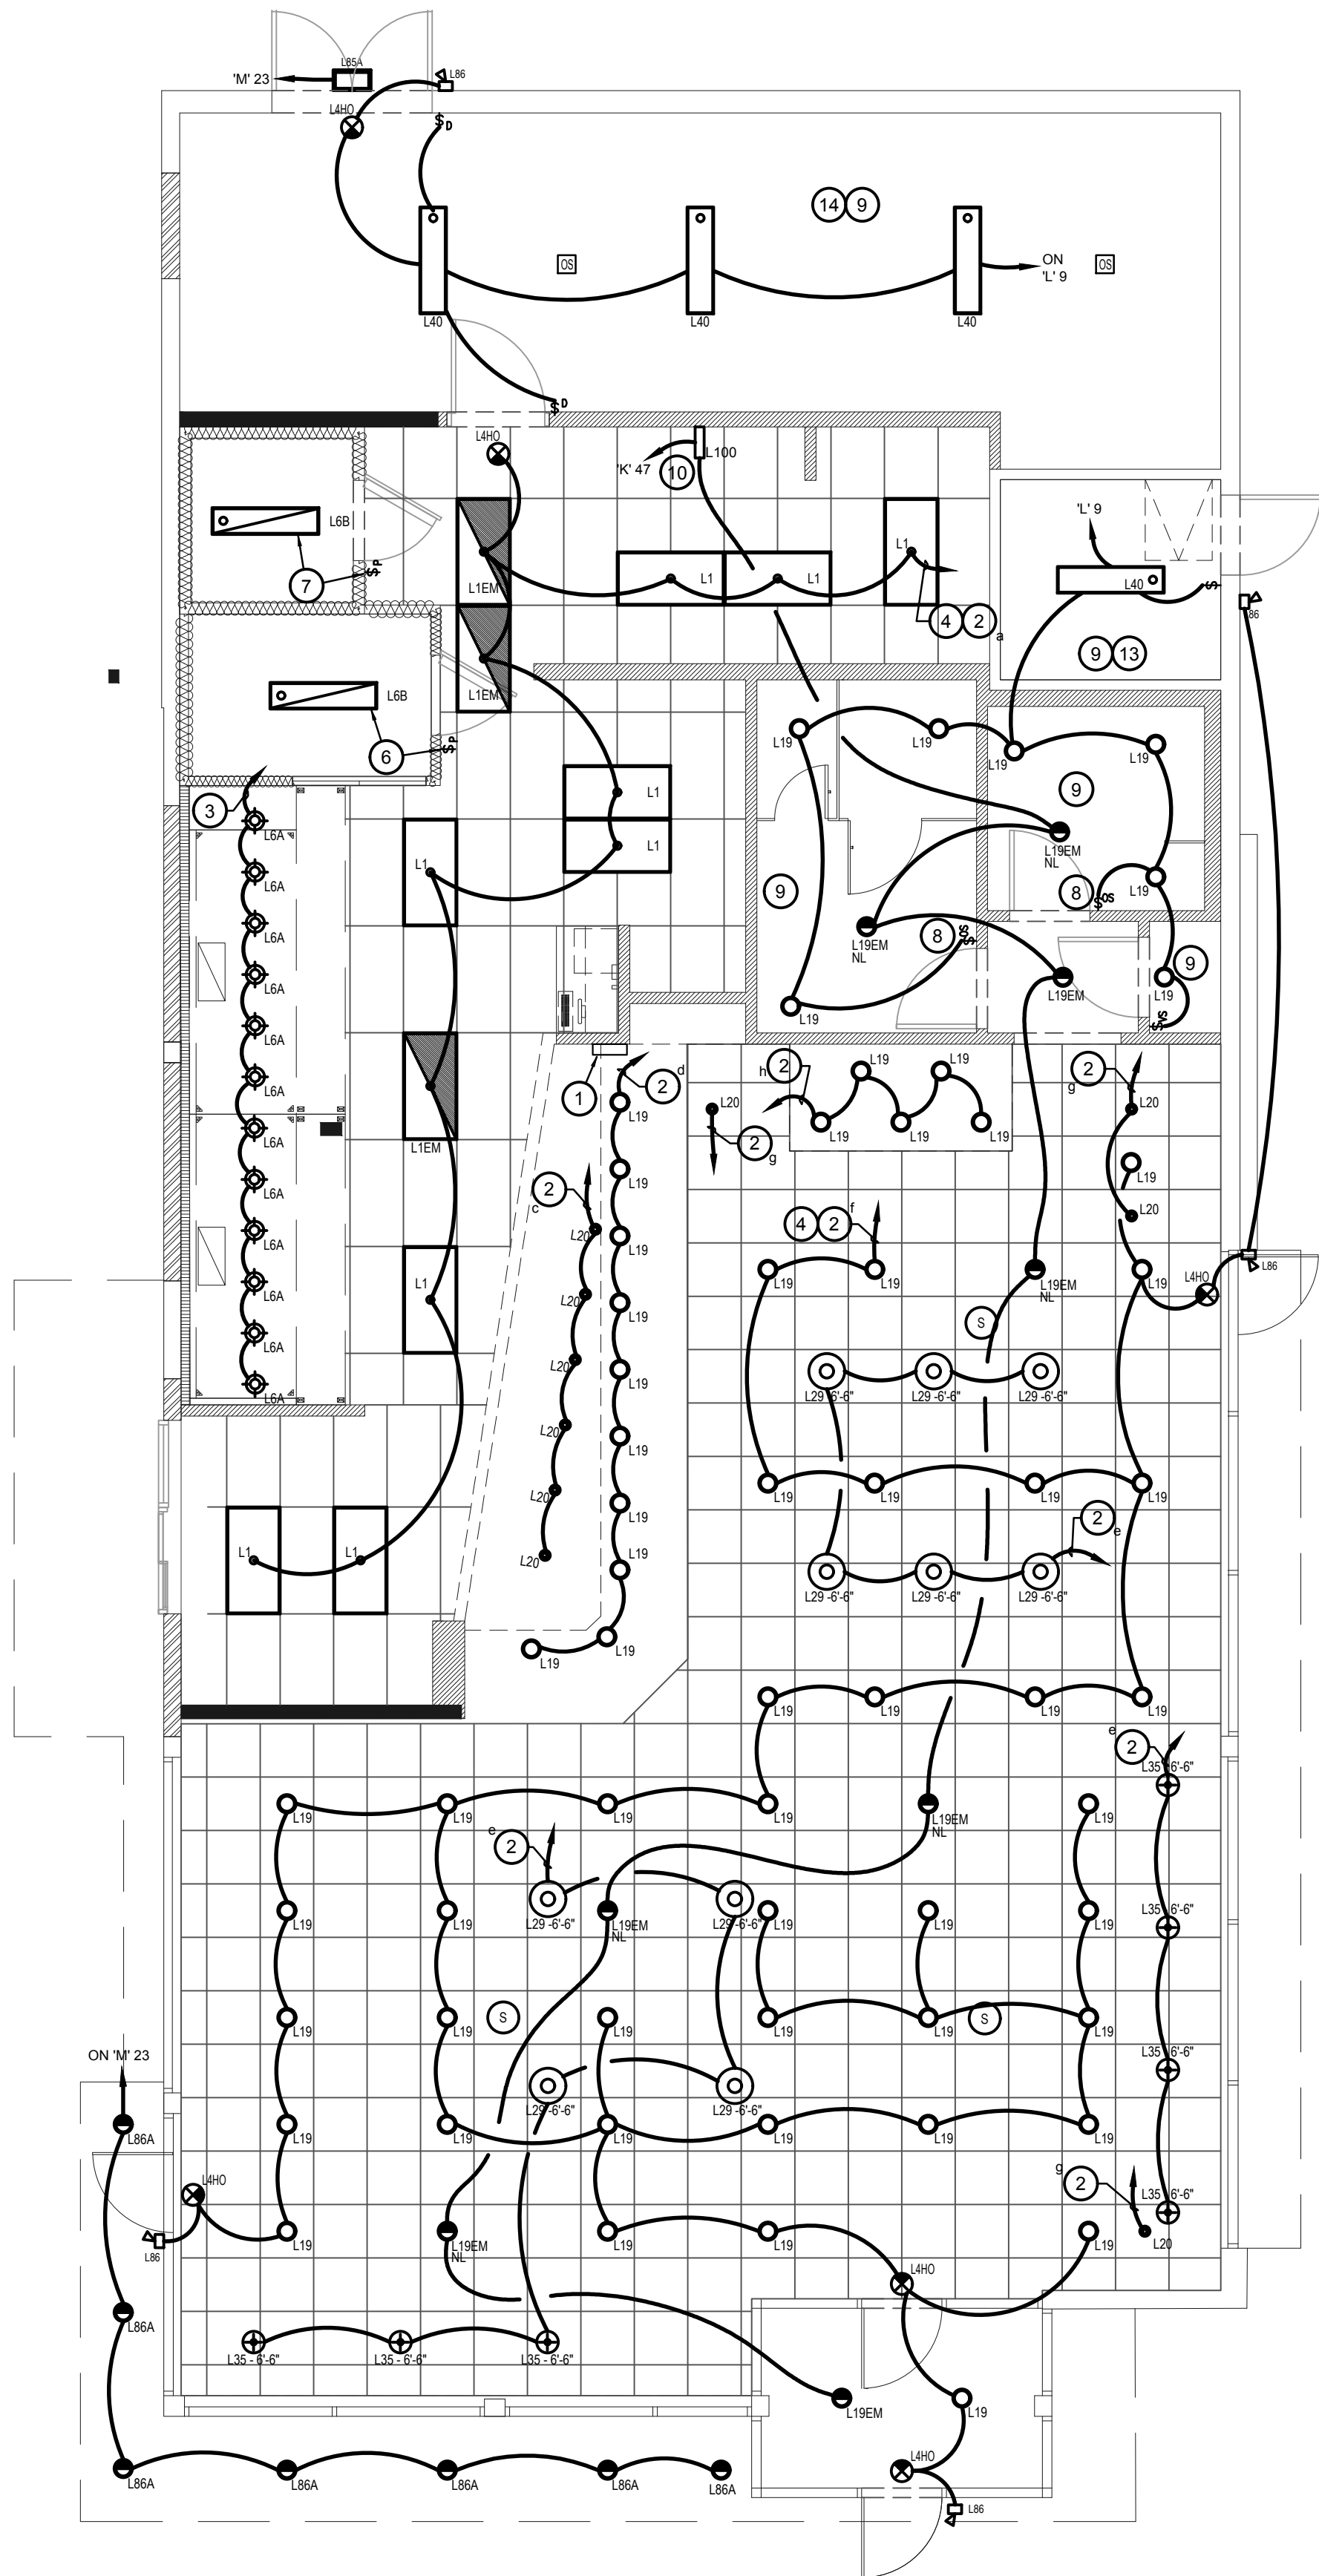 L85A
'M' 23
L86
L4HO
$D
14 9
OS
ON
'L' 9
OS
L40
L40
L40
$D
L4HO
'K' 47
L100
10
'L' 9
L6B
L1
L1EM
L1
L1
L40
$
$P
7
L86
4 2
a
9 13
L1EM
L6B
6
$P
L19
L19
L19
L19
9
3
L6A
L1
L1
L1
L6A
L19EM
NL
9
8
$OS
L19
L6A
L19EM
NL
8
$OS
L6A
L19EM
9
L19
L19
$VS
L6A
L6A
1
2
d
2
h
L19
L19
2
g
L1EM
L19
L20
L20
L19
L19
L19
L6A
2
g
L19
L19
L6A
2
c
L20
L6A
L20
L19
4 2
f
L6A
L20
L19
L19
L19EM
NL
L19
L4HO
L86
L6A
L1
L20
L19
S
L6A
L20
L19
L29 -6'-6"
L29 -6'-6"
L29 -6'-6"
L20
L19
L19
L19
L19
L19
L20
L19
2
e
L1
L1
L20
L19
L29 -6'-6"
L29 -6'-6"
L29 -6'-6"
L19
L19
L19
L19
L19
L19
2
e
L35 -6'-6"
L19
L19
L19
L19
L19EM
NL
L19
2
e
L29 -6'-6"
L29 -6'-6"
L19
L19
L19EM
NL
L19
L19
L19
L35 -6'-6"
S
S
L19
L19
L19
L19
L19
L19
ON 'M' 23
L35 -6'-6"
L29 -6'-6"
L29 -6'-6"
L86A
L19
L19
L19
L19
L19
L19
L4HO
2
g
L35 -6'-6"
L86
L19
L19EM
NL
L19
L19
L19
L20
L4HO
L86A
L35 - 6'-6"
L35 - 6'-6"
L35 - 6'-6"
L19EM
L19
L4HO
L86A
L86A
L86A
L86A
L86A
L86